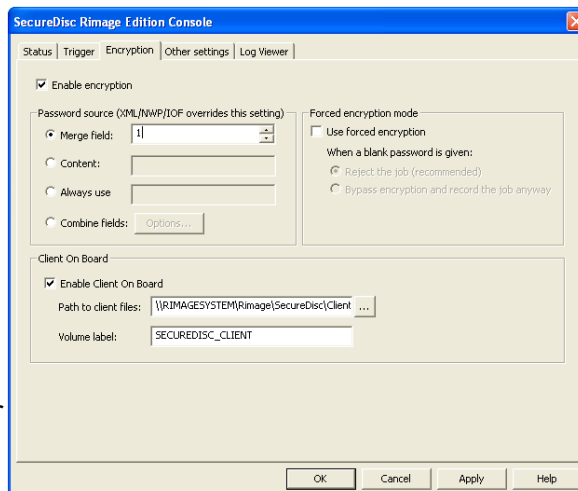 SecureDisc Rimage Edition Console
Status Trigger Encryption Other settings Log Viewer
Enable encryption
Password source (XML/NWP/IOF overrides this setting)
Merge field: 1
Content:
Always use
Combine fields: Options...
Forced encryption mode
Use forced encryption
When a blank password is given:
Reject the job (recommended)
Bypass encryption and record the job anyway
Client On Board
Enable Client On Board
Path to client files: \\RIMAGESYSTEM\Rimage\SecureDisc\Client ...
Volume label: SECUREDISC_CLIENT
OK Cancel Apply Help